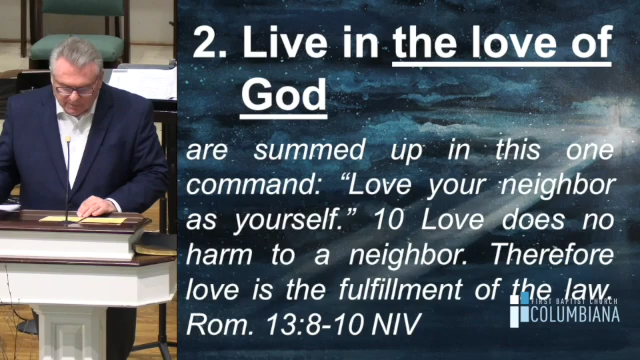 2. Live in the love of
God
are summed up in this one
command: “Love your neighbor
as yourself.” 10 Love does no
harm to a neighbor. Therefore
love is the fulfillment of the law.
Rom. 13:8-10 NIV
FIRST BAPTIST CHURCH
COLUMBIANA